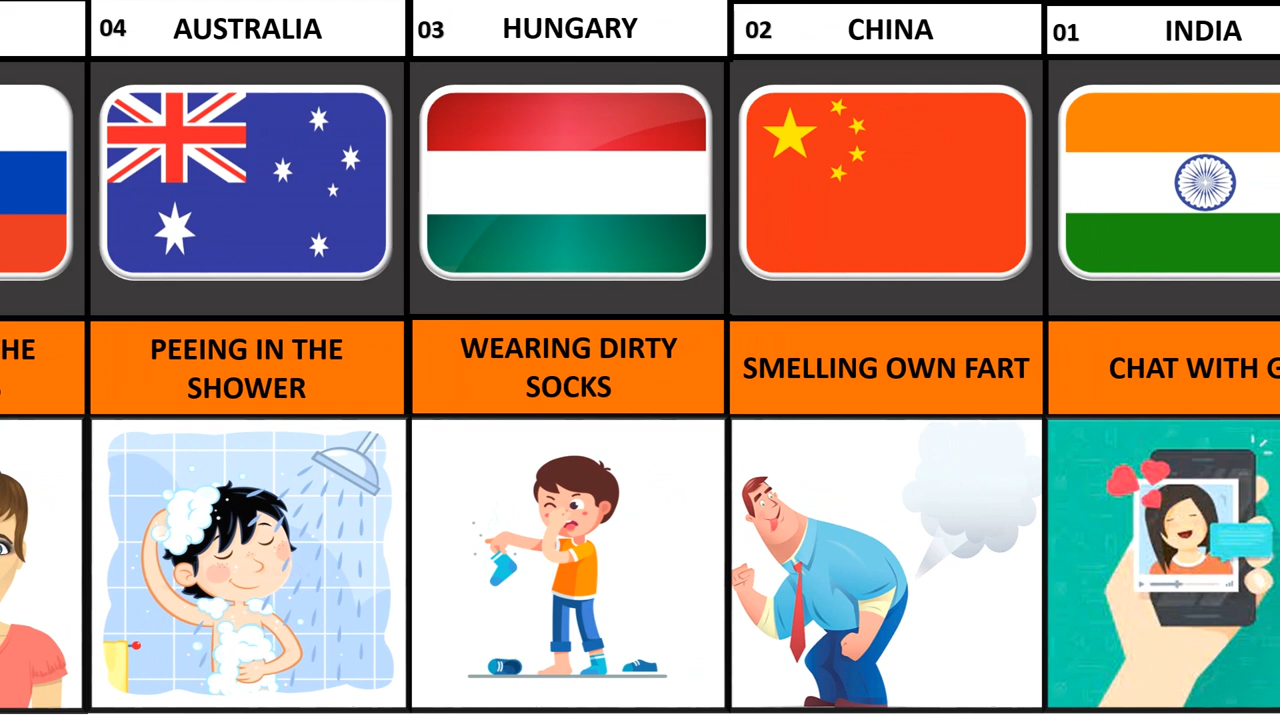 04 AUSTRALIA
03 HUNGARY
02 CHINA
01 INDIA
HE
PEEING IN THE
SHOWER
WEARING DIRTY
SOCKS
SMELLING OWN FART
CHAT WITH G